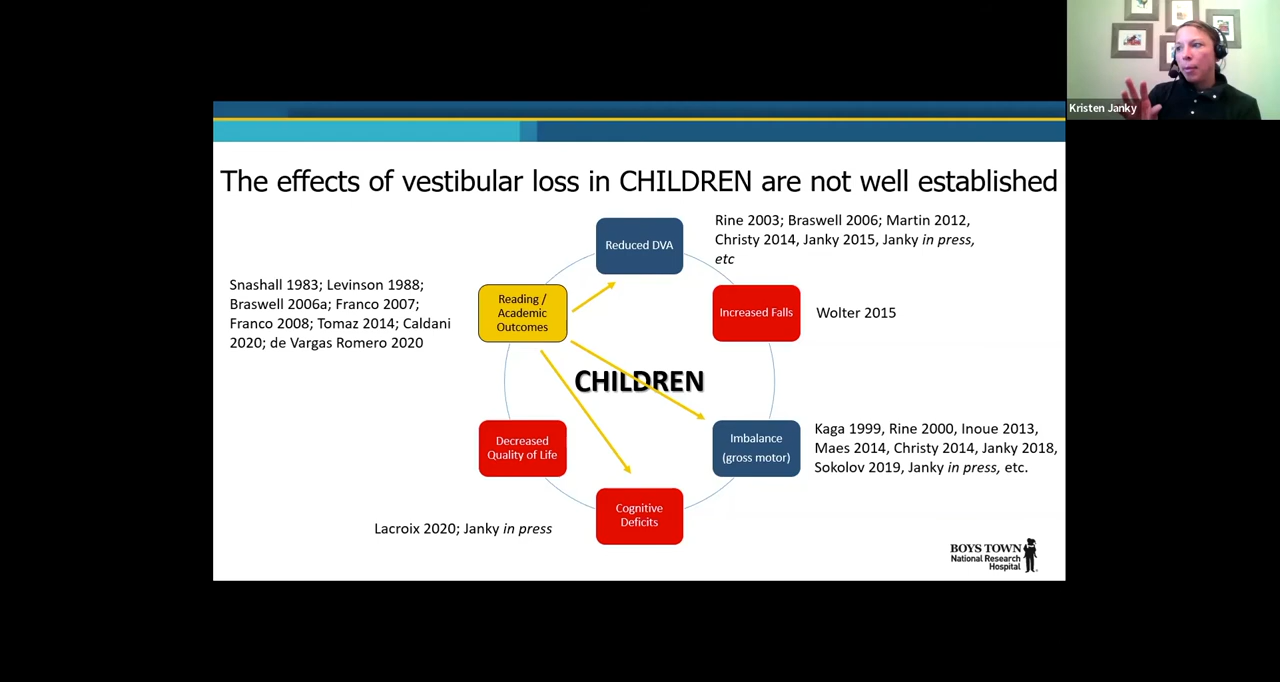 Kristen Janky
The effects of vestibular loss in CHILDREN are not well established
Reduced DVA
Rine 2003; Braswell 2006; Martin 2012,
Christy 2014, Janky 2015, Janky in press,
etc
Snashall 1983; Levinson 1988;
Braswell 2006a; Franco 2007;
Franco 2008; Tomaz 2014; Caldani
2020; de Vargas Romero 2020
Reading /
Academic
Outcomes
Increased Falls
Wolter 2015
CHILDREN
Decreased
Quality of Life
Imbalance
(gross motor)
Kaga 1999, Rine 2000, Inoue 2013,
Maes 2014, Christy 2014, Janky 2018,
Sokolov 2019, Janky in press, etc.
Cognitive
Deficits
Lacroix 2020; Janky in press
BOYS TOWN
National Research
Hospital